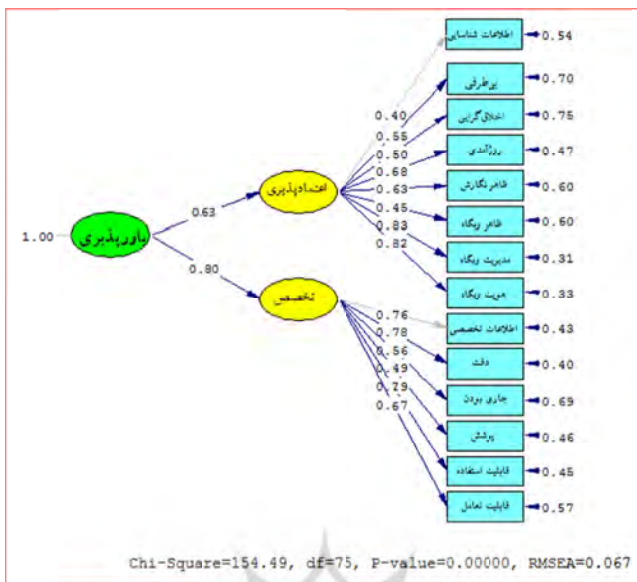 اطلاعات شناسایی
0.54
بی‌طرفی
0.70
اخلاق‌گرایی
0.75
روزآمدی
0.47
ظاهر نگارش
0.60
ظاهر وبگاه
0.60
مدیریت وبگاه
0.31
هویت وبگاه
0.33
اطلاعات تخصصی
0.43
دقت
0.40
جاری بودن
0.69
پوشش
0.46
قابلیت استفاده
0.45
قابلیت تعامل
0.57
0.40
0.55
0.50
0.68
0.63
0.45
0.83
0.82
اعتمادپذیری
0.63
1.00
باورپذیری
0.80
تخصصی
0.76
0.78
0.56
0.49
0.79
0.67
Chi-Square=154.49, df=75, P-value=0.00000, RMSEA=0.067